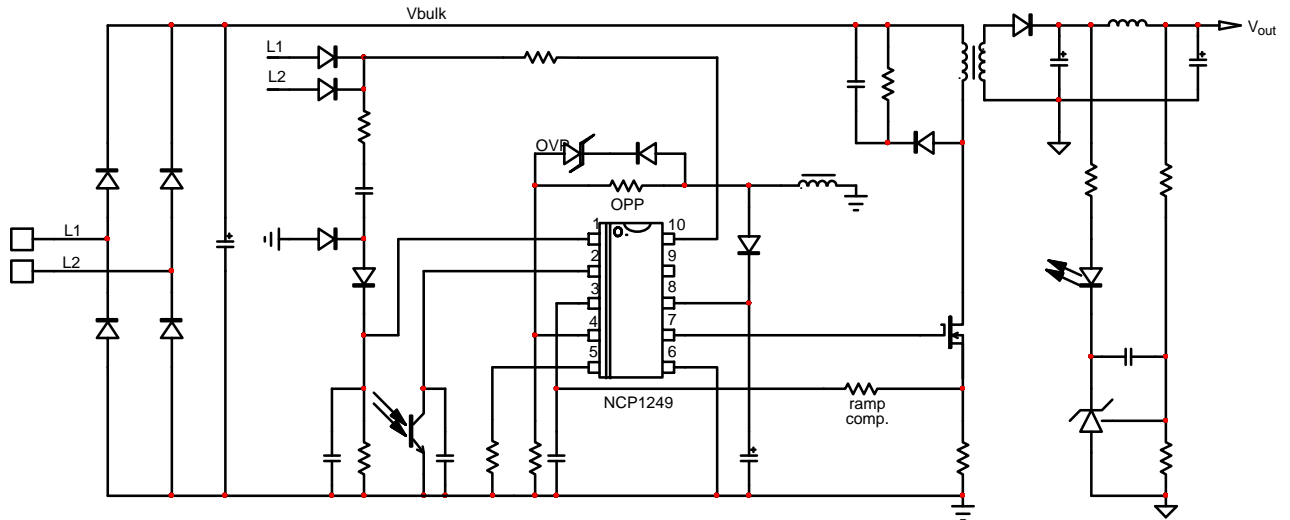 Vbulk
Vout
L1
L2
OVP
OPP
L1
L2
1
10
2
9
3
8
4
7
5
6
NCP1249
ramp
comp.